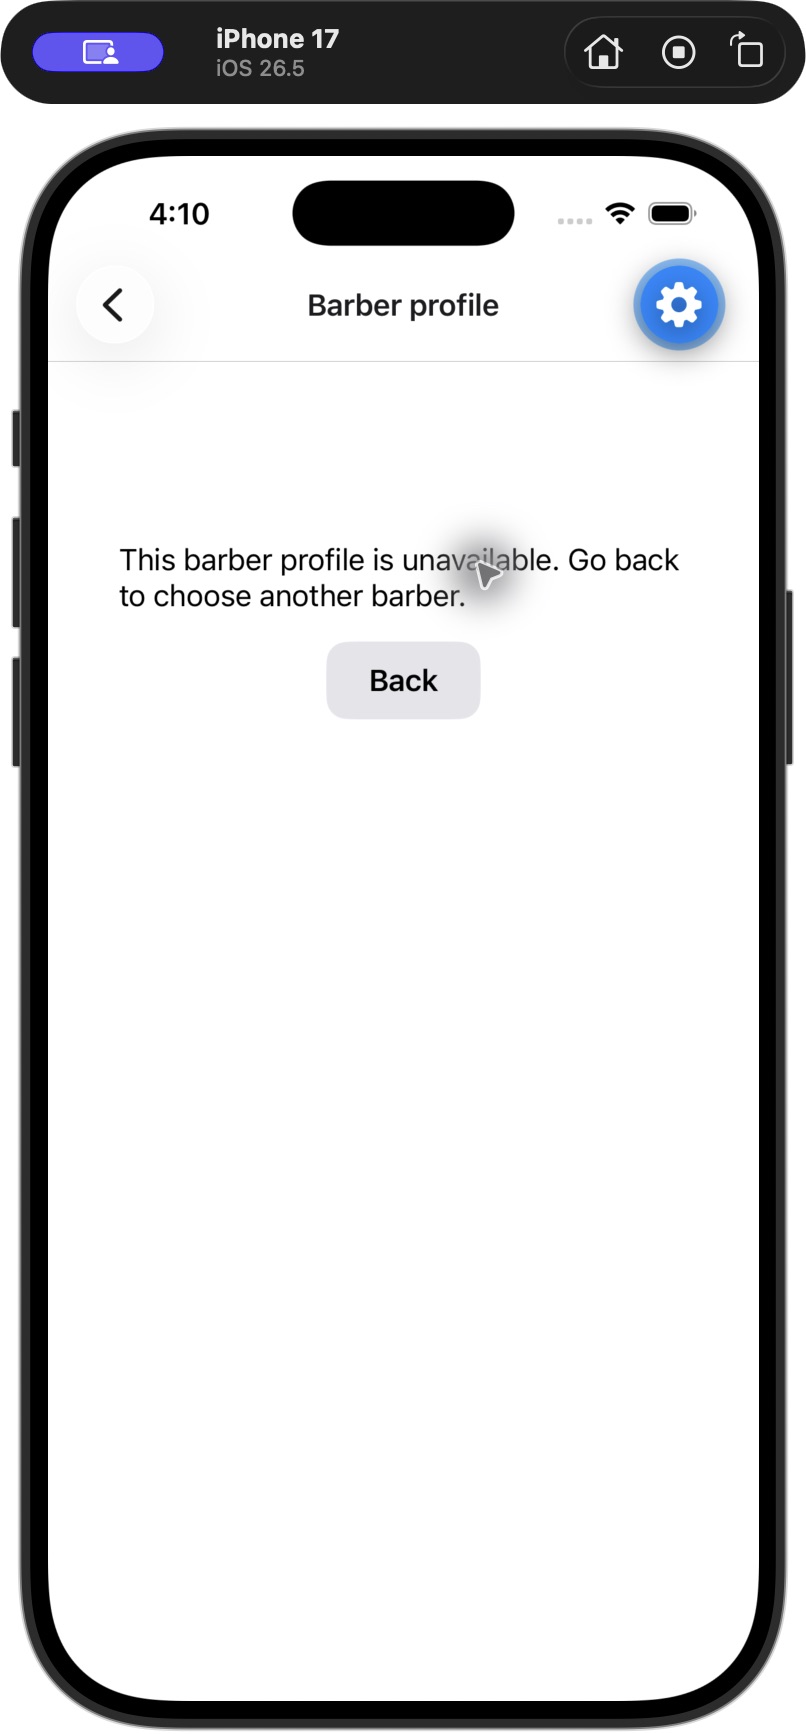 iPhone 17
iOS 26.5
4:10
Barber profile
This barber profile is unavailable. Go back
to choose another barber.
Back